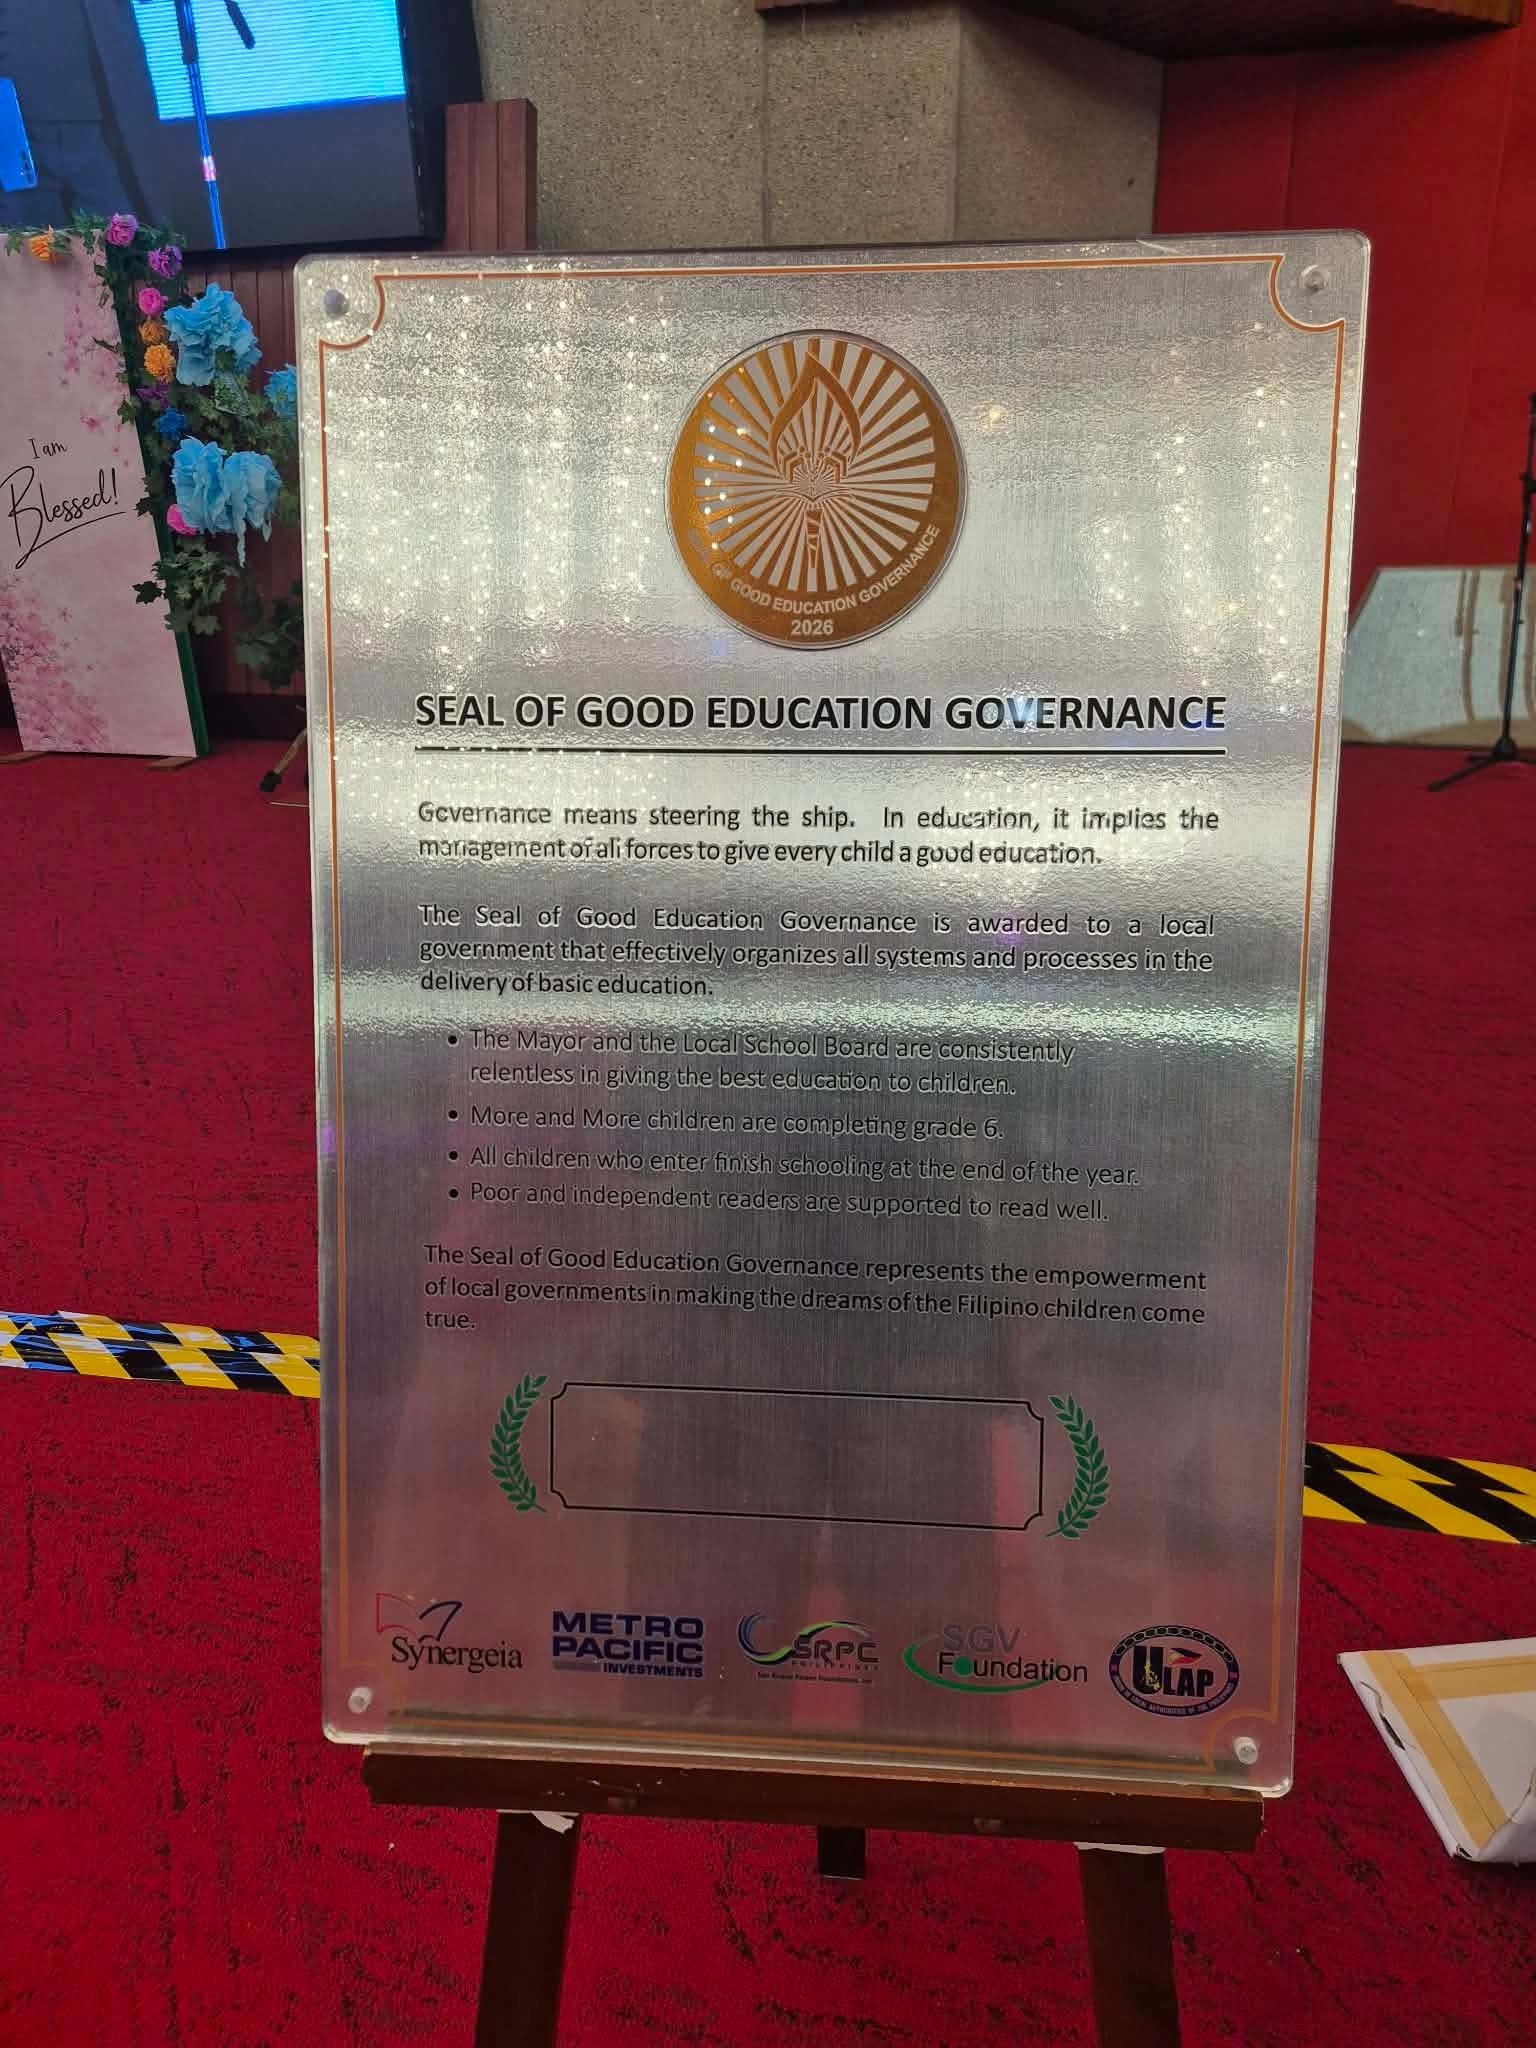 I am
Blessed!
OF GOOD EDUCATION GOVERNANCE
2026
SEAL OF GOOD EDUCATION GOVERNANCE
Governance means steering the ship. In education, it implies the
management of all forces to give every child a good education.
The Seal of Good Education Governance is awarded to a local
government that effectively organizes all systems and processes in the
delivery of basic education.
• The Mayor and the Local School Board are consistently
relentless in giving the best education to children.
• More and More children are completing grade 6.
• All children who enter finish schooling at the end of the year.
• Poor and independent readers are supported to read well.
The Seal of Good Education Governance represents the empowerment
of local governments in making the dreams of the Filipino children come
true.
Synergeia
METRO
PACIFIC
INVESTMENTS
SRPC
PHILIPPINES
SGV
Foundation
ULAP